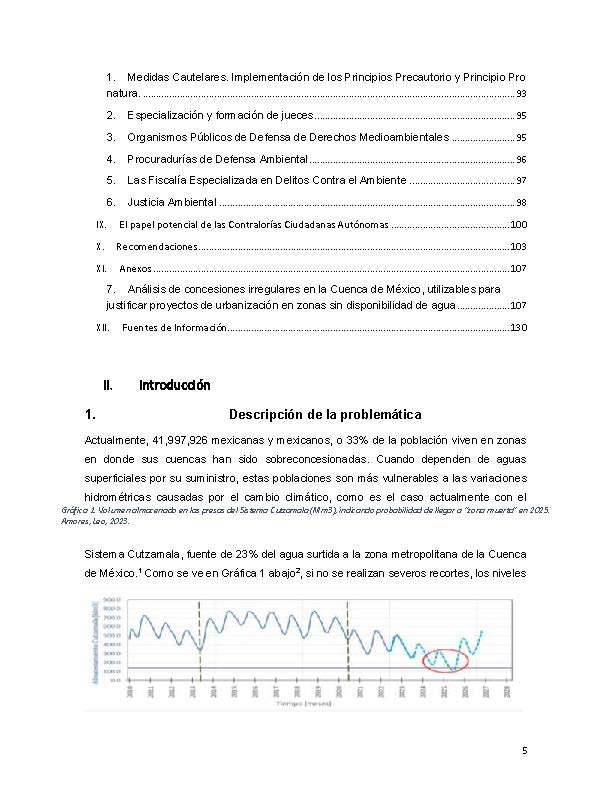 1. Medidas Cautelares. Implementación de los Principios Precautorio y Principio Pro
natura. ........ 93
2. Especialización y formación de jueces ........ 95
3. Organismos Públicos de Defensa de Derechos Medioambientales ........ 95
4. Procuradurías de Defensa Ambiental ........ 96
5. Las Fiscalía Especializada en Delitos Contra el Ambiente ........ 97
6. Justicia Ambiental ........ 98
IX. El papel potencial de las Contralorías Ciudadanas Autónomas ........ 100
X. Recomendaciones ........ 103
XI. Anexos ........ 107
7. Análisis de concesiones irregulares en la Cuenca de México, utilizables para
justificar proyectos de urbanización en zonas sin disponibilidad de agua ........ 107
XII. Fuentes de Información ........ 130
II. Introducción
1. Descripción de la problemática
Actualmente, 41,997,926 mexicanas y mexicanos, o 33% de la población viven en zonas
en donde sus cuencas han sido sobreconcesionadas. Cuando dependen de aguas
superficiales por su suministro, estas poblaciones son más vulnerables a las variaciones
hidrométricas causadas por el cambio climático, como es el caso actualmente con el
Gráfica 1. Volumen almacenado en las presas del Sistema Cutzamala (Mm3), indicando probabilidad de llegar a "zona muerta" en 2025.
Amores, Leo, 2023.
Sistema Cutzamala, fuente de 23% del agua surtida a la zona metropolitana de la Cuenca
de México.¹ Como se ve en Gráfica 1 abajo², si no se realizan severos recortes, los niveles
Almacenamiento Cutzamala (Mm3)
900.0
800.0
700.0
600.0
500.0
400.0
300.0
200.0
100.0
0.0
2010 2011 2012 2013 2014 2015 2016 2017 2018 2019 2020 2021 2022 2023 2024 2025 2026 2027 2028
Tiempo (meses)
5